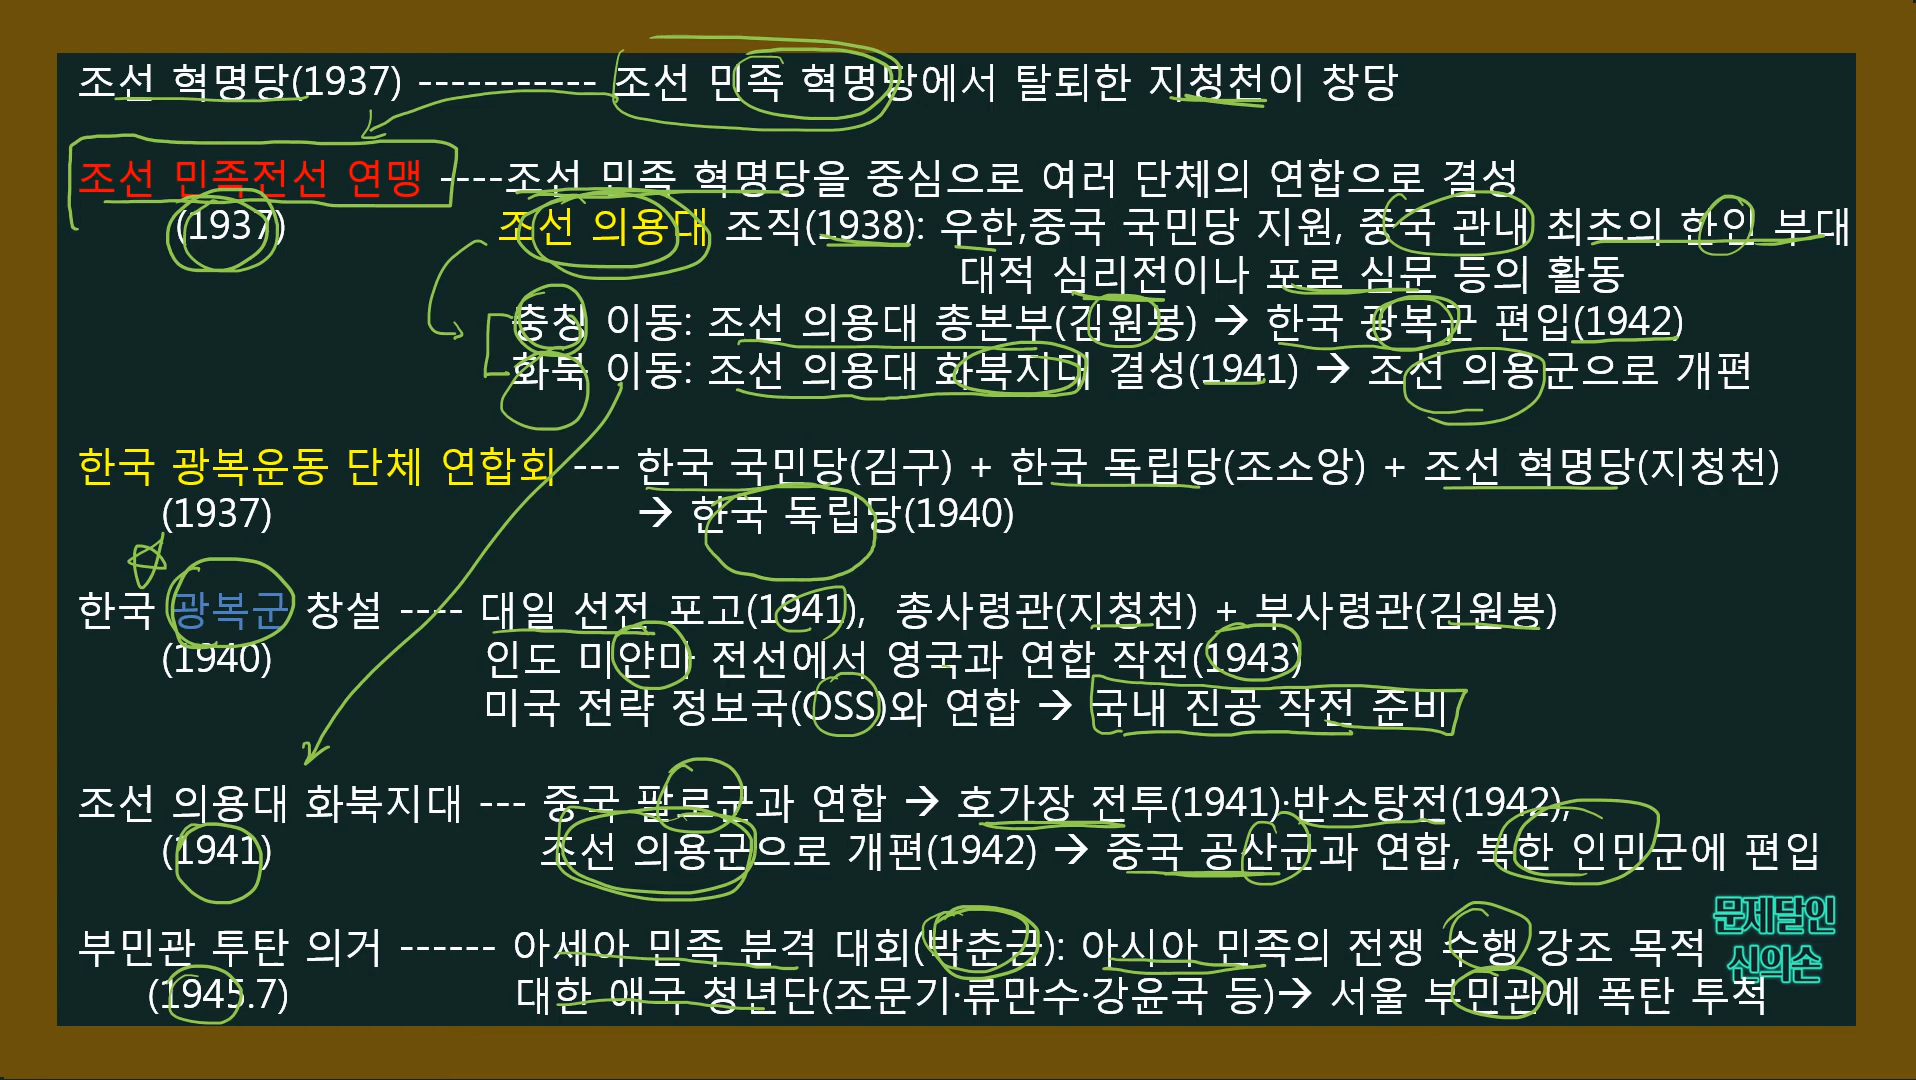 조선 혁명당(1937) ----------- 조선 민족 혁명당에서 탈퇴한 지청천이 창당
조선 민족전선 연맹 ----조선 민족 혁명당을 중심으로 여러 단체의 연합으로 결성
(1937) 조선 의용대 조직(1938): 우한,중국 국민당 지원, 중국 관내 최초의 한인 부대
대적 심리전이나 포로 심문 등의 활동
충칭 이동: 조선 의용대 총본부(김원봉) → 한국 광복군 편입(1942)
화북 이동: 조선 의용대 화북지대 결성(1941) → 조선 의용군으로 개편
한국 광복운동 단체 연합회 --- 한국 국민당(김구) + 한국 독립당(조소앙) + 조선 혁명당(지청천)
(1937) → 한국 독립당(1940)
한국 광복군 창설 ---- 대일 선전 포고(1941), 총사령관(지청천) + 부사령관(김원봉)
(1940) 인도 미얀마 전선에서 영국과 연합 작전(1943)
미국 전략 정보국(OSS)와 연합 → 국내 진공 작전 준비
조선 의용대 화북지대 --- 중국 팔로군과 연합 → 호가장 전투(1941)·반소탕전(1942),
(1941) 조선 의용군으로 개편(1942) → 중국 공산군과 연합, 북한 인민군에 편입
부민관 투탄 의거 ------ 아세아 민족 분격 대회(박춘금): 아시아 민족의 전쟁 수행 강조 목적
(1945.7) 대한 애국 청년단(조문기·류만수·강윤국 등)→ 서울 부민관에 폭탄 투척
문제달인
신의손